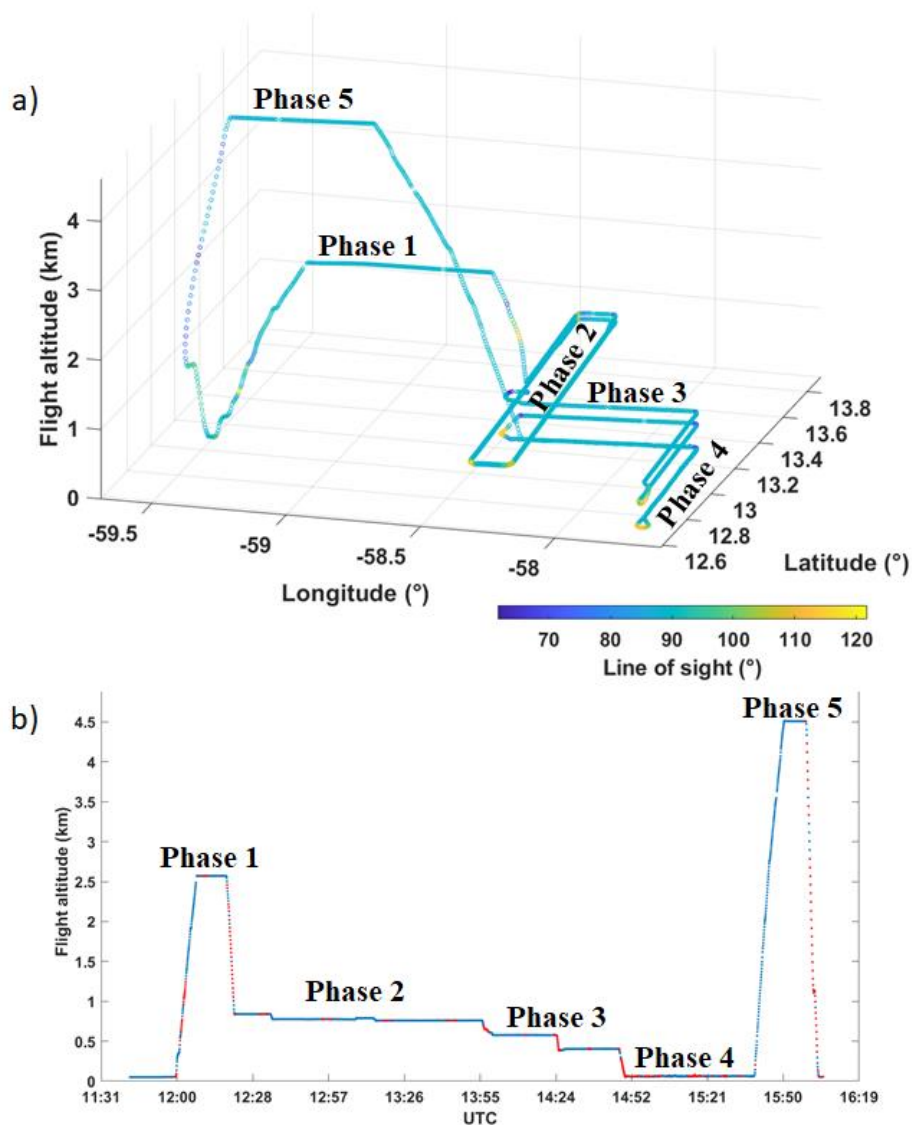 a)
Phase 5
Phase 1
Phase 2
Phase 3
Phase 4
Flight altitude (km)
4
3
2
1
0
-59.5
-59
-58.5
-58
Longitude (°)
13.8
13.6
13.4
13.2
13
12.8
12.6
Latitude (°)
70 80 90 100 110 120
Line of sight (°)
b)
Phase 5
Phase 1
Phase 2
Phase 3
Phase 4
Flight altitude (km)
4.5
4
3.5
3
2.5
2
1.5
1
0.5
0
11:31 12:00 12:28 12:57 13:26 13:55 14:24 14:52 15:21 15:50 16:19
UTC